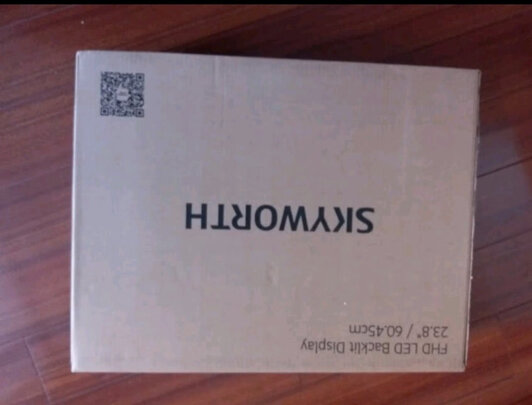 23.8" / 60.45cm
FHD LED Backlit Display
SKYWORTH